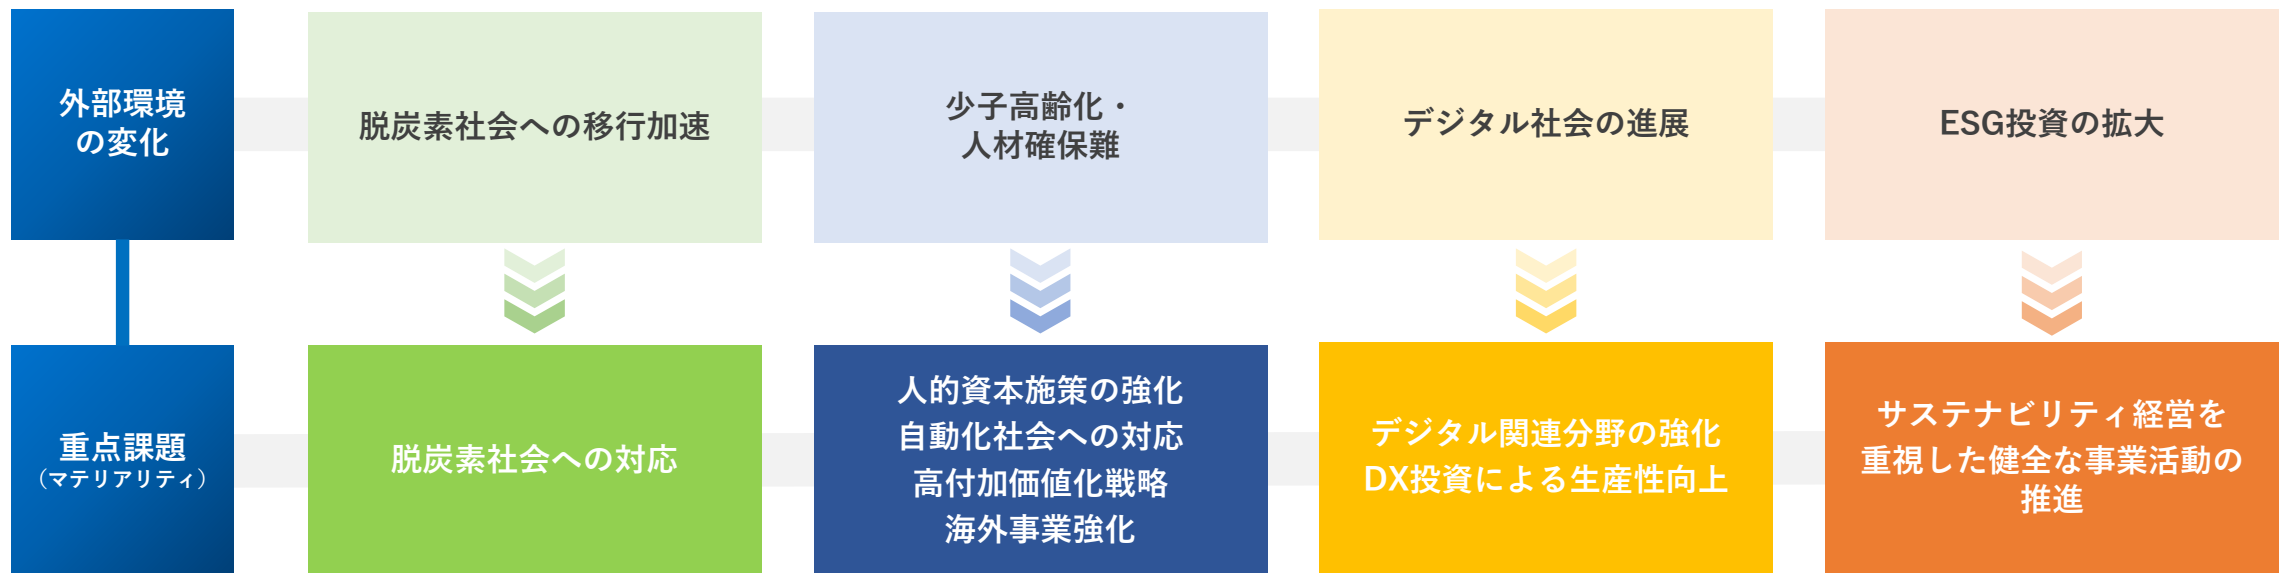 外部環境
の変化
脱炭素社会への移行加速
少子高齢化・
人材確保難
デジタル社会の進展
ESG投資の拡大
重点課題
（マテリアリティ）
脱炭素社会への対応
人的資本施策の強化
自動化社会への対応
高付加価値化戦略
海外事業強化
デジタル関連分野の強化
DX投資による生産性向上
サステナビリティ経営を
重視した健全な事業活動の
推進